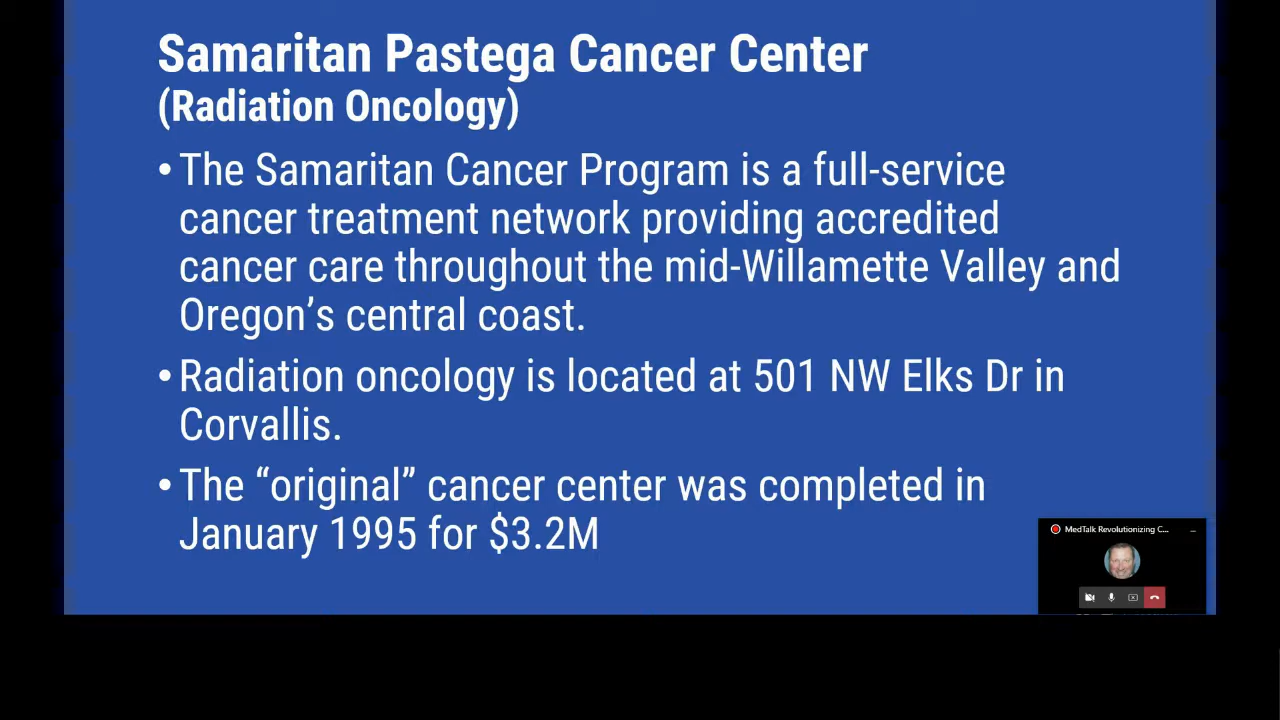 Samaritan Pastega Cancer Center
(Radiation Oncology)
•The Samaritan Cancer Program is a full-service
cancer treatment network providing accredited
cancer care throughout the mid-Willamette Valley and
Oregon’s central coast.
•Radiation oncology is located at 501 NW Elks Dr in
Corvallis.
•The “original” cancer center was completed in
January 1995 for $3.2M
MedTalk Revolutionizing C...